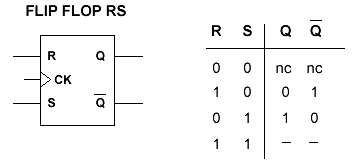 FLIP FLOP RS
R Q
CK
S Q̅
R S Q Q̅
0 0 nc nc
1 0 0 1
0 1 1 0
1 1 – –